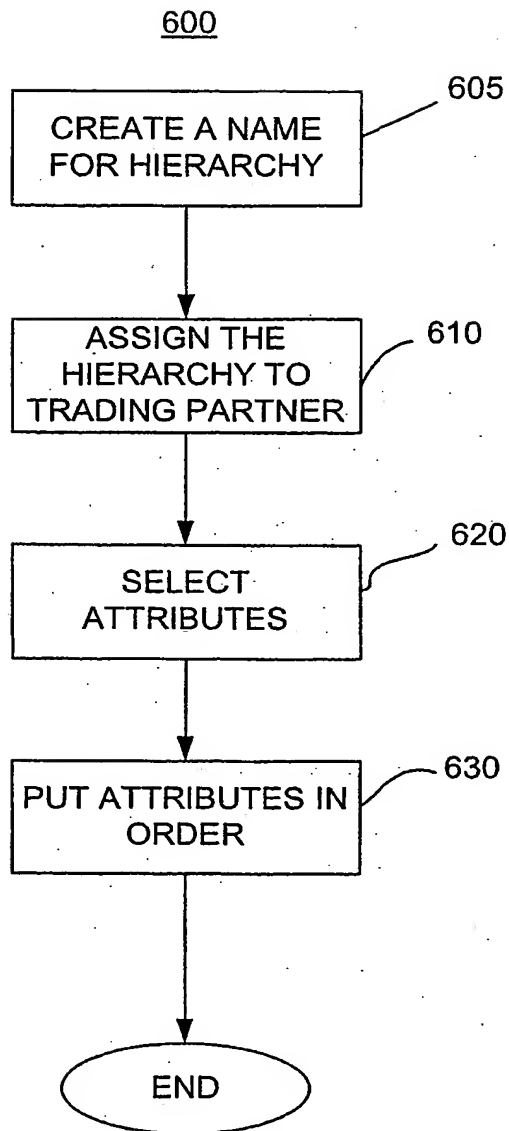 600
605
CREATE A NAME
FOR HIERARCHY
610
ASSIGN THE
HIERARCHY TO
TRADING PARTNER
620
SELECT
ATTRIBUTES
630
PUT ATTRIBUTES IN
ORDER
END